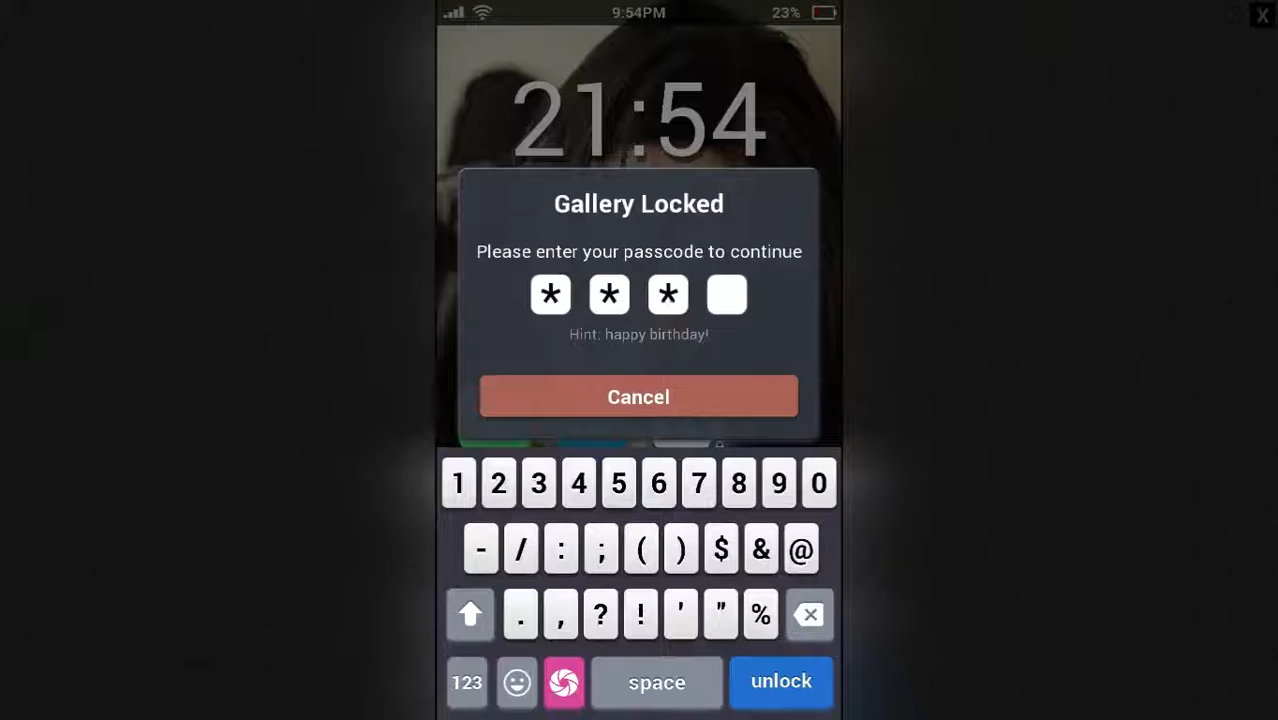 9:54PM 23% X
21:54
Gallery Locked
Please enter your passcode to continue
* * *
Hint: happy birthday!
Cancel
1 2 3 4 5 6 7 8 9 0
- / : ; ( ) $ & @
. , ? ! ' " %
123 space unlock